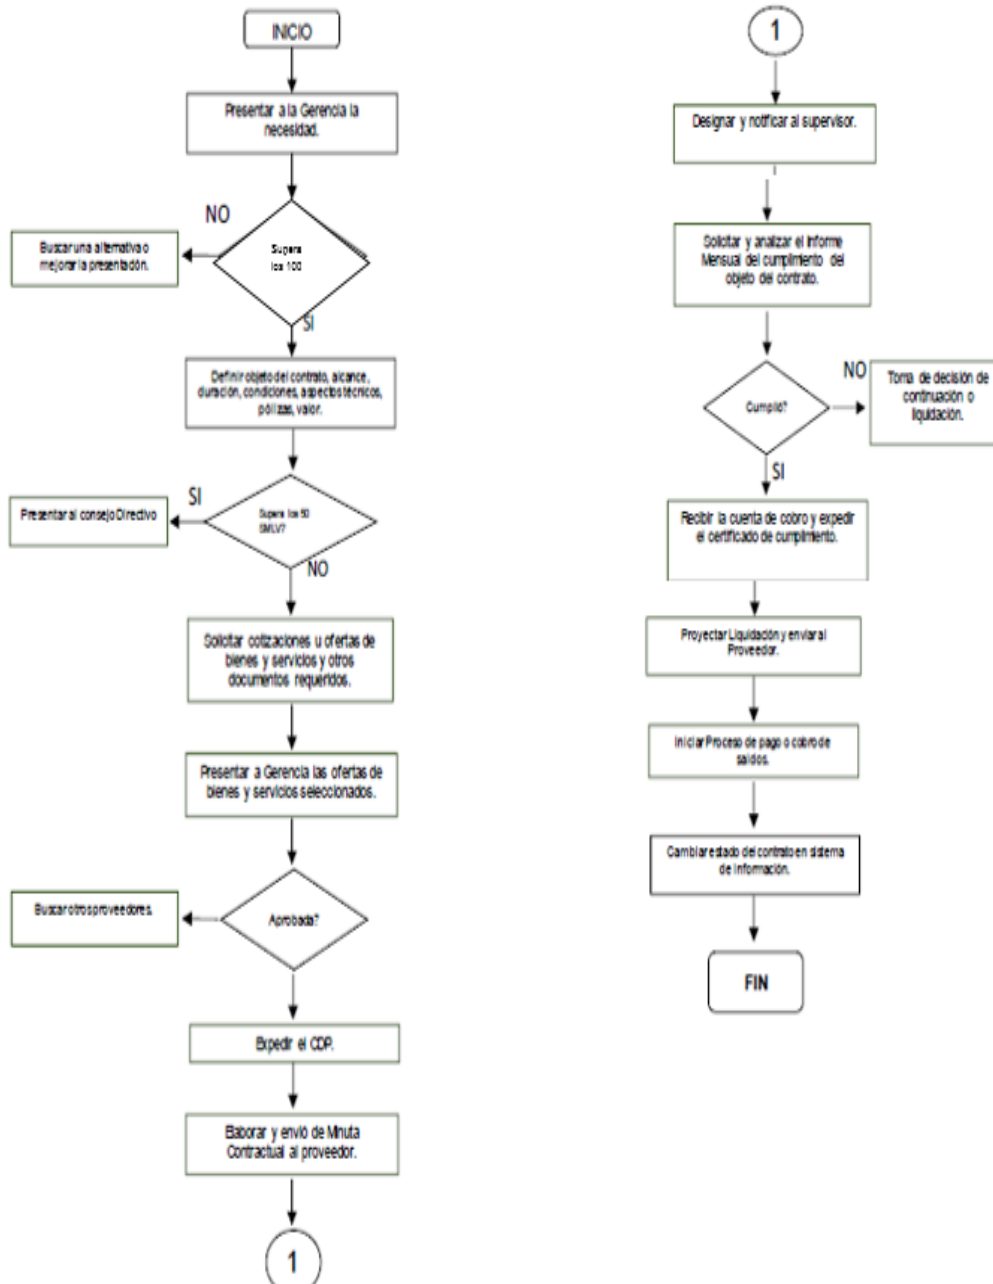 INICIO
Presentar a la Gerencia la
necesidad.
NO
Supera
los 100
Buscar una alternativa o
mejorar la presentación.
SI
Definir objeto del contrato, alcance,
duración, condiciones, aspectos técnicos,
pólizas, valor.
SI
Supera los 50
SMLV?
Presentar al consejo Directivo
NO
Solicitar cotizaciones u ofertas de
bienes y servicios y otros
documentos requeridos.
Presentar a Gerencia las ofertas de
bienes y servicios seleccionados.
Buscar otros proveedores.
Aprobada?
Expedir el CDP.
Elaborar y envió de Minuta
Contractual al proveedor.
1
1
Designar y notificar al supervisor.
Solicitar y analizar el Informe
Mensual del cumplimiento del
objeto del contrato.
Cumplió?
NO
Toma de decisión de
continuación o
liquidación.
SI
Recibir la cuenta de cobro y expedir
el certificado de cumplimiento.
Proyectar Liquidación y enviar al
Proveedor.
Iniciar Proceso de pago o cobro de
saldos.
Cambiar estado del contrato en sistema
de Información.
FIN